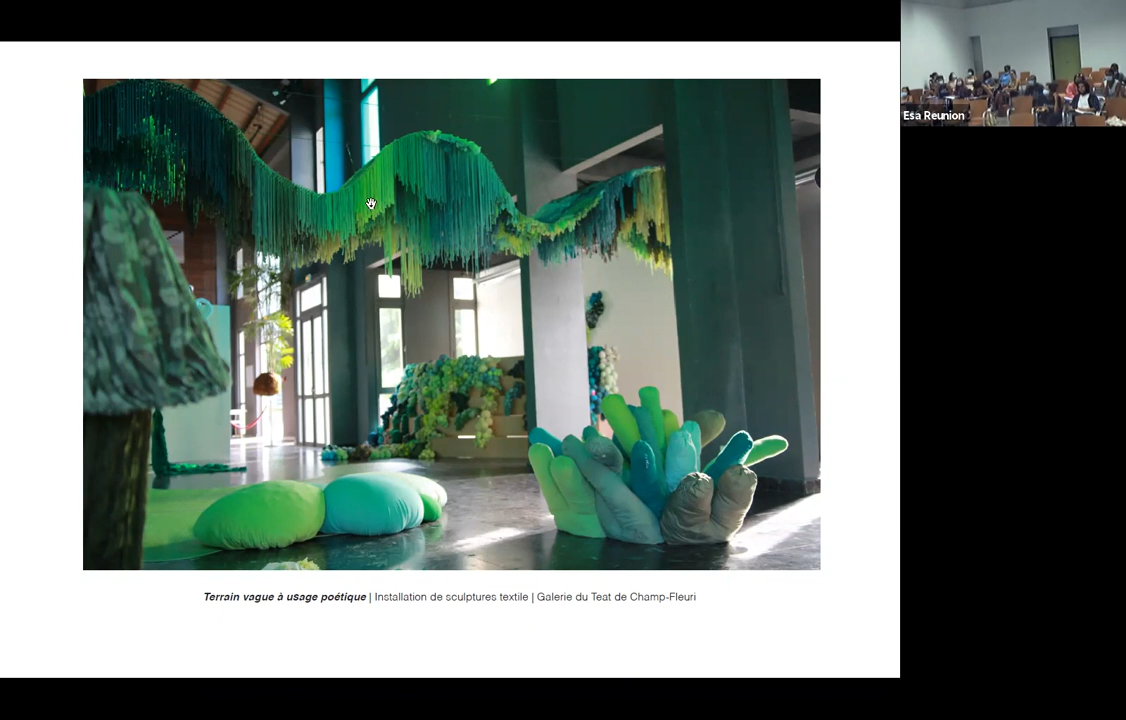 Esa Reunion
Terrain vague à usage poétique | Installation de sculptures textile | Galerie du Teat de Champ-Fleuri